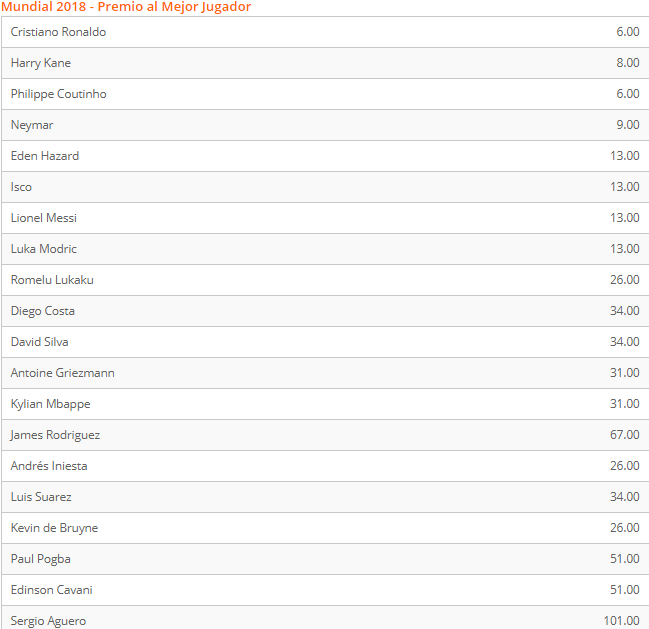 Mundial 2018 - Premio al Mejor Jugador
Cristiano Ronaldo 6.00
Harry Kane 8.00
Philippe Coutinho 6.00
Neymar 9.00
Eden Hazard 13.00
Isco 13.00
Lionel Messi 13.00
Luka Modric 13.00
Romelu Lukaku 26.00
Diego Costa 34.00
David Silva 34.00
Antoine Griezmann 31.00
Kylian Mbappe 31.00
James Rodriguez 67.00
Andrés Iniesta 26.00
Luis Suarez 34.00
Kevin de Bruyne 26.00
Paul Pogba 51.00
Edinson Cavani 51.00
Sergio Aguero 101.00